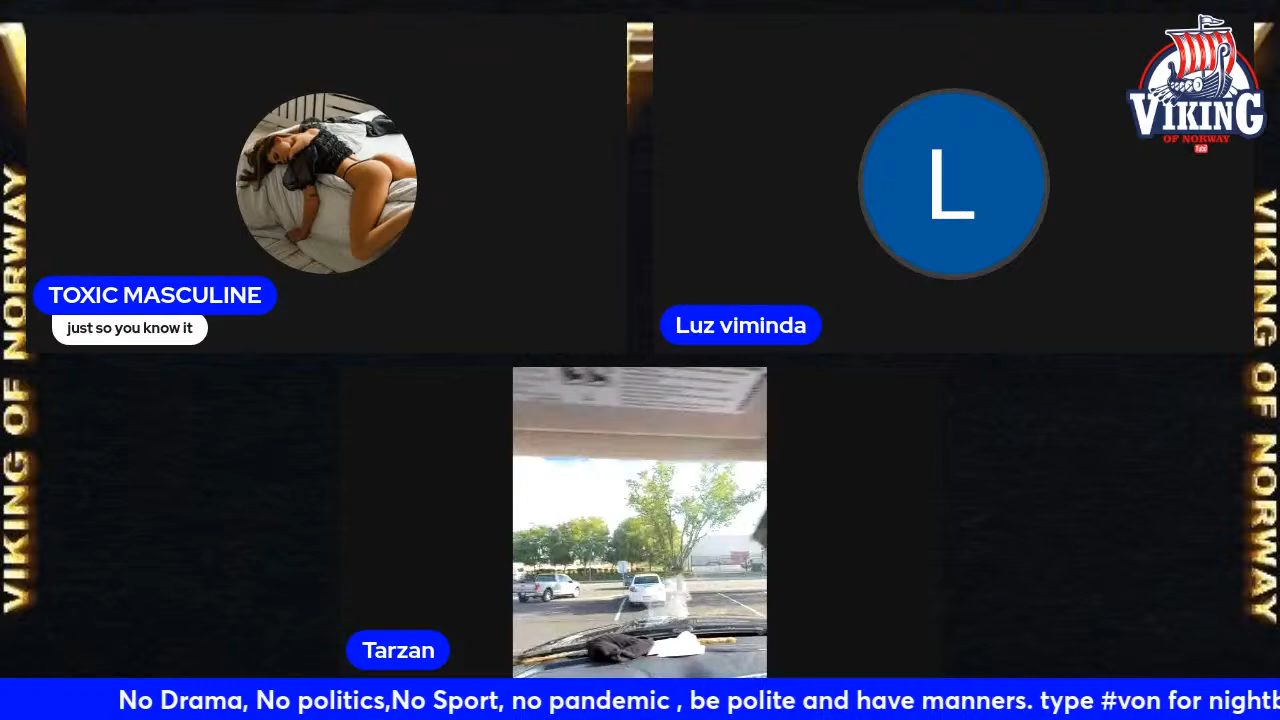 VIKING
OF NORWAY
TOXIC MASCULINE
just so you know it
Luz viminda
VIKING OF NORWAY
VIKING OF NORWAY
Tarzan
No Drama, No politics,No Sport, no pandemic , be polite and have manners. type #von for nightb